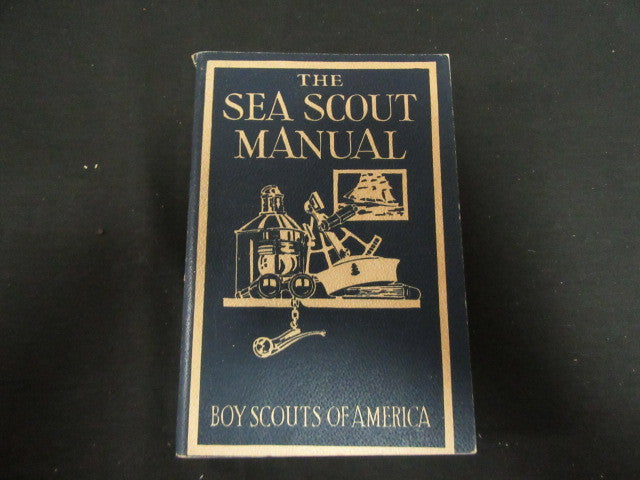 THE
SEA SCOUT
MANUAL
BOY SCOUTS OF AMERICA